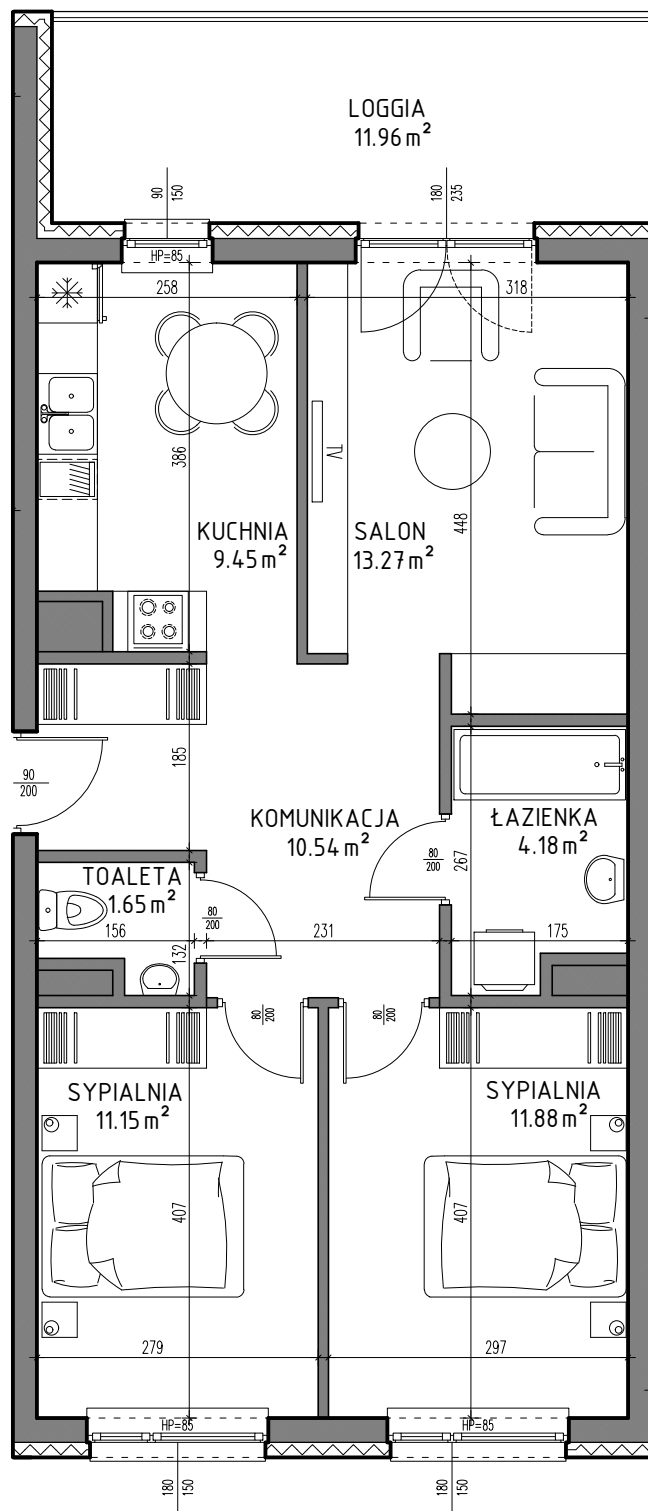 LOGGIA
11.96 m²
90
150
180
235
HP=85
258
318
TV
386
448
KUCHNIA
9.45 m²
SALON
13.27 m²
185
90
200
KOMUNIKACJA
10.54 m²
ŁAZIENKA
4.18 m²
80
200
267
TOALETA
1.65 m²
80
200
156
132
231
175
80
200
80
200
SYPIALNIA
11.15 m²
SYPIALNIA
11.88 m²
407
407
279
297
HP=85
HP=85
180
150
180
150